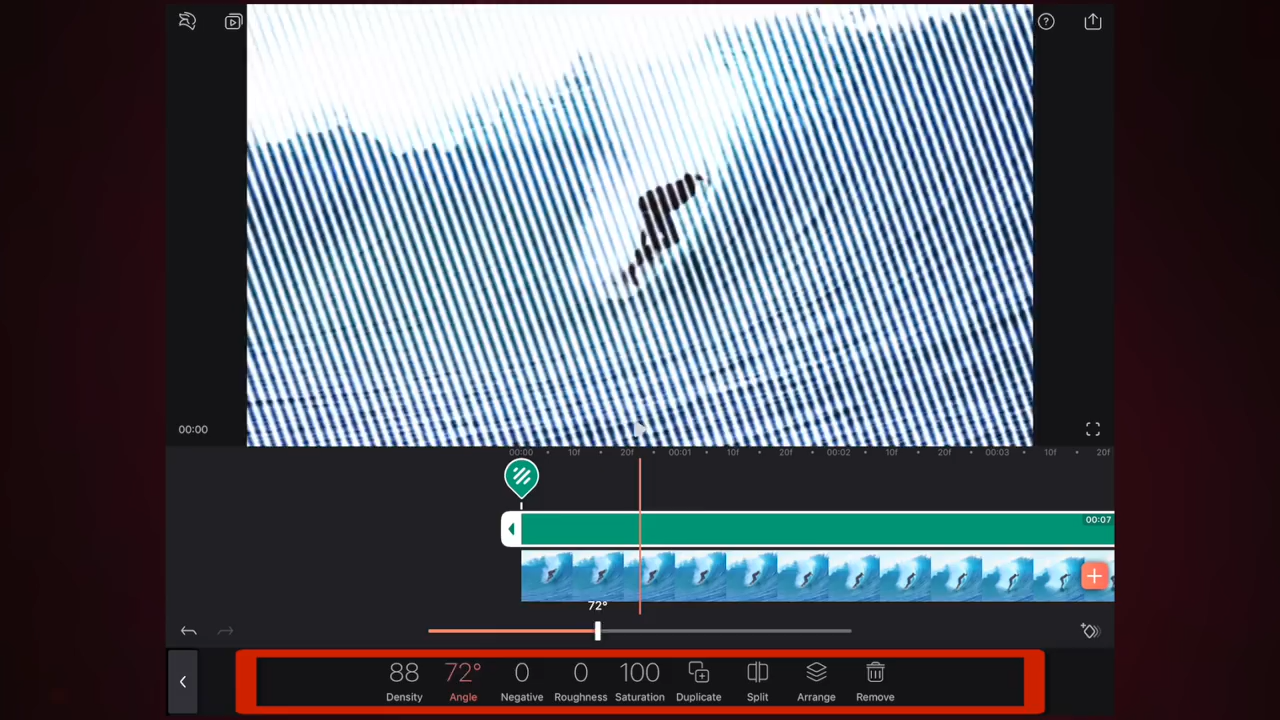 00:00
00:00 10f 20f 00:01 10f 20f 00:02 10f 20f 00:03 10f 20f
00:07
72°
88 72° 0 0 100
Density Angle Negative Roughness Saturation Duplicate Split Arrange Remove